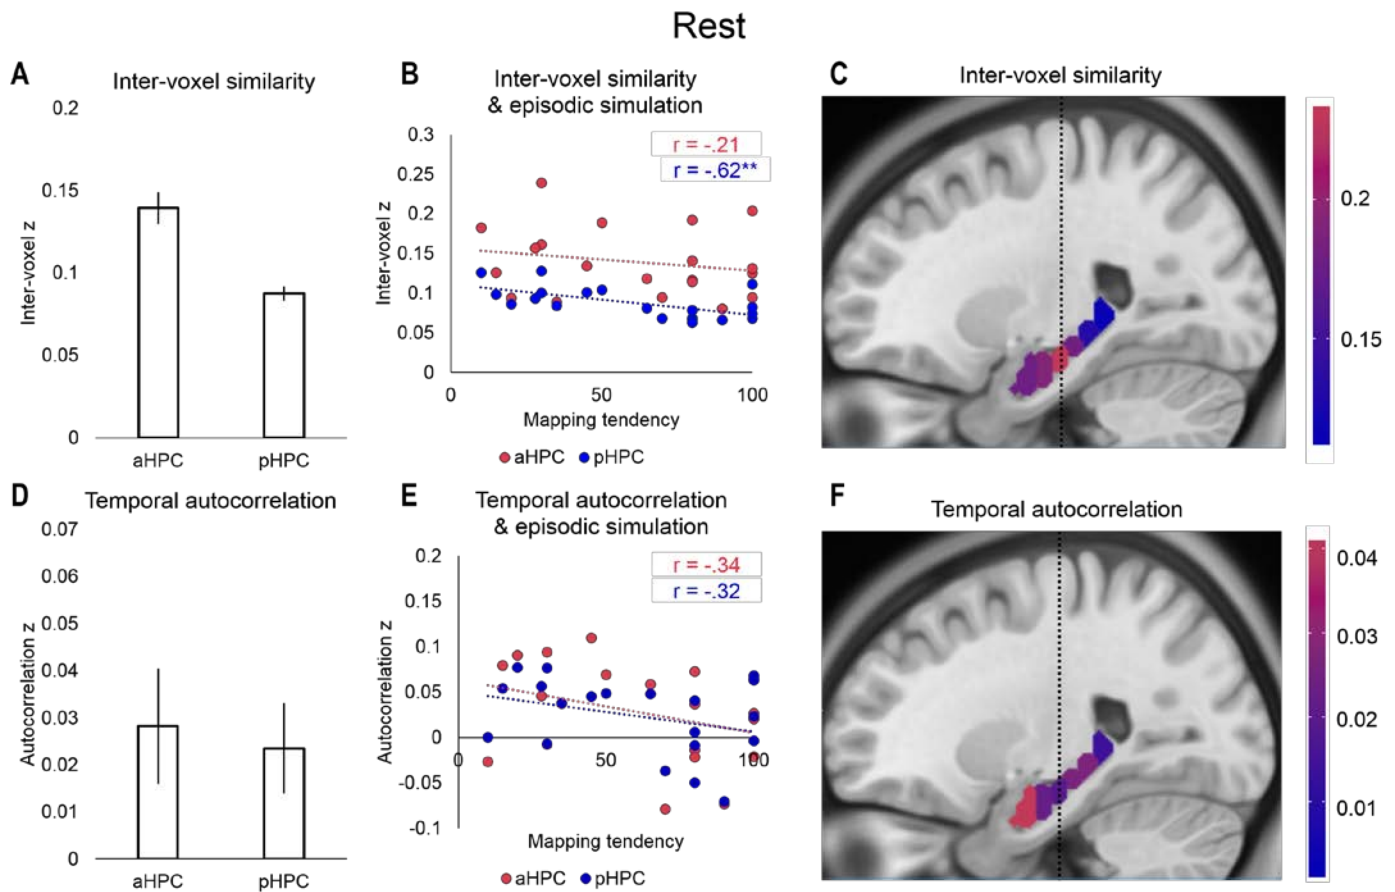 Rest
A
Inter-voxel similarity
0.2
0.15
0.1
0.05
0
Inter-voxel z
aHPC pHPC
B
Inter-voxel similarity
& episodic simulation
r = -.21
r = -.62**
0.3
0.25
0.2
0.15
0.1
0.05
0
Inter-voxel z
0 50 100
Mapping tendency
aHPC pHPC
C
Inter-voxel similarity
0.2
0.15
D
Temporal autocorrelation
0.07
0.06
0.05
0.04
0.03
0.02
0.01
0
Autocorrelation z
aHPC pHPC
E
Temporal autocorrelation
& episodic simulation
r = -.34
r = -.32
0.2
0.15
0.1
0.05
0
-0.05
-0.1
Autocorrelation z
0 50 100
Mapping tendency
aHPC pHPC
F
Temporal autocorrelation
0.04
0.03
0.02
0.01